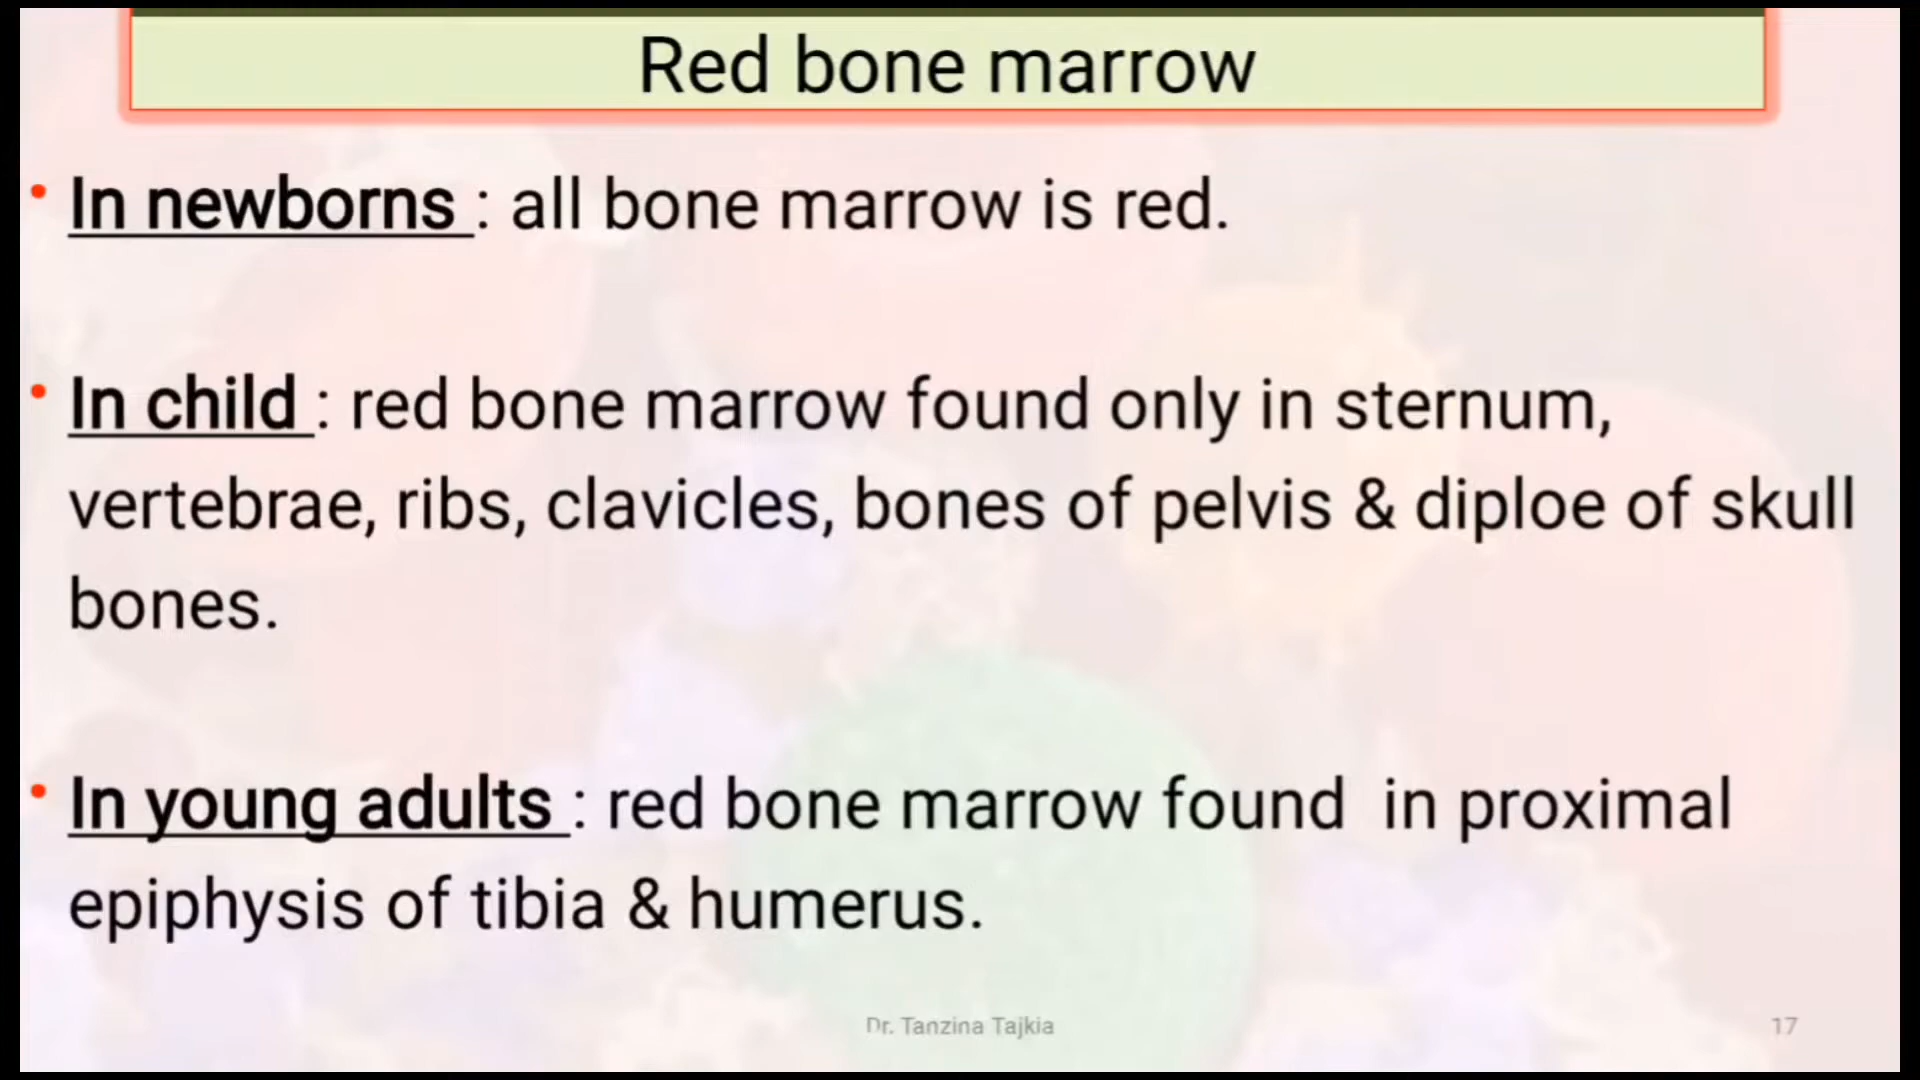 Red bone marrow
• In newborns : all bone marrow is red.
• In child : red bone marrow found only in sternum,
vertebrae, ribs, clavicles, bones of pelvis & diploe of skull
bones.
• In young adults : red bone marrow found  in proximal
epiphysis of tibia & humerus.
Dr. Tanzina Tajkia
17